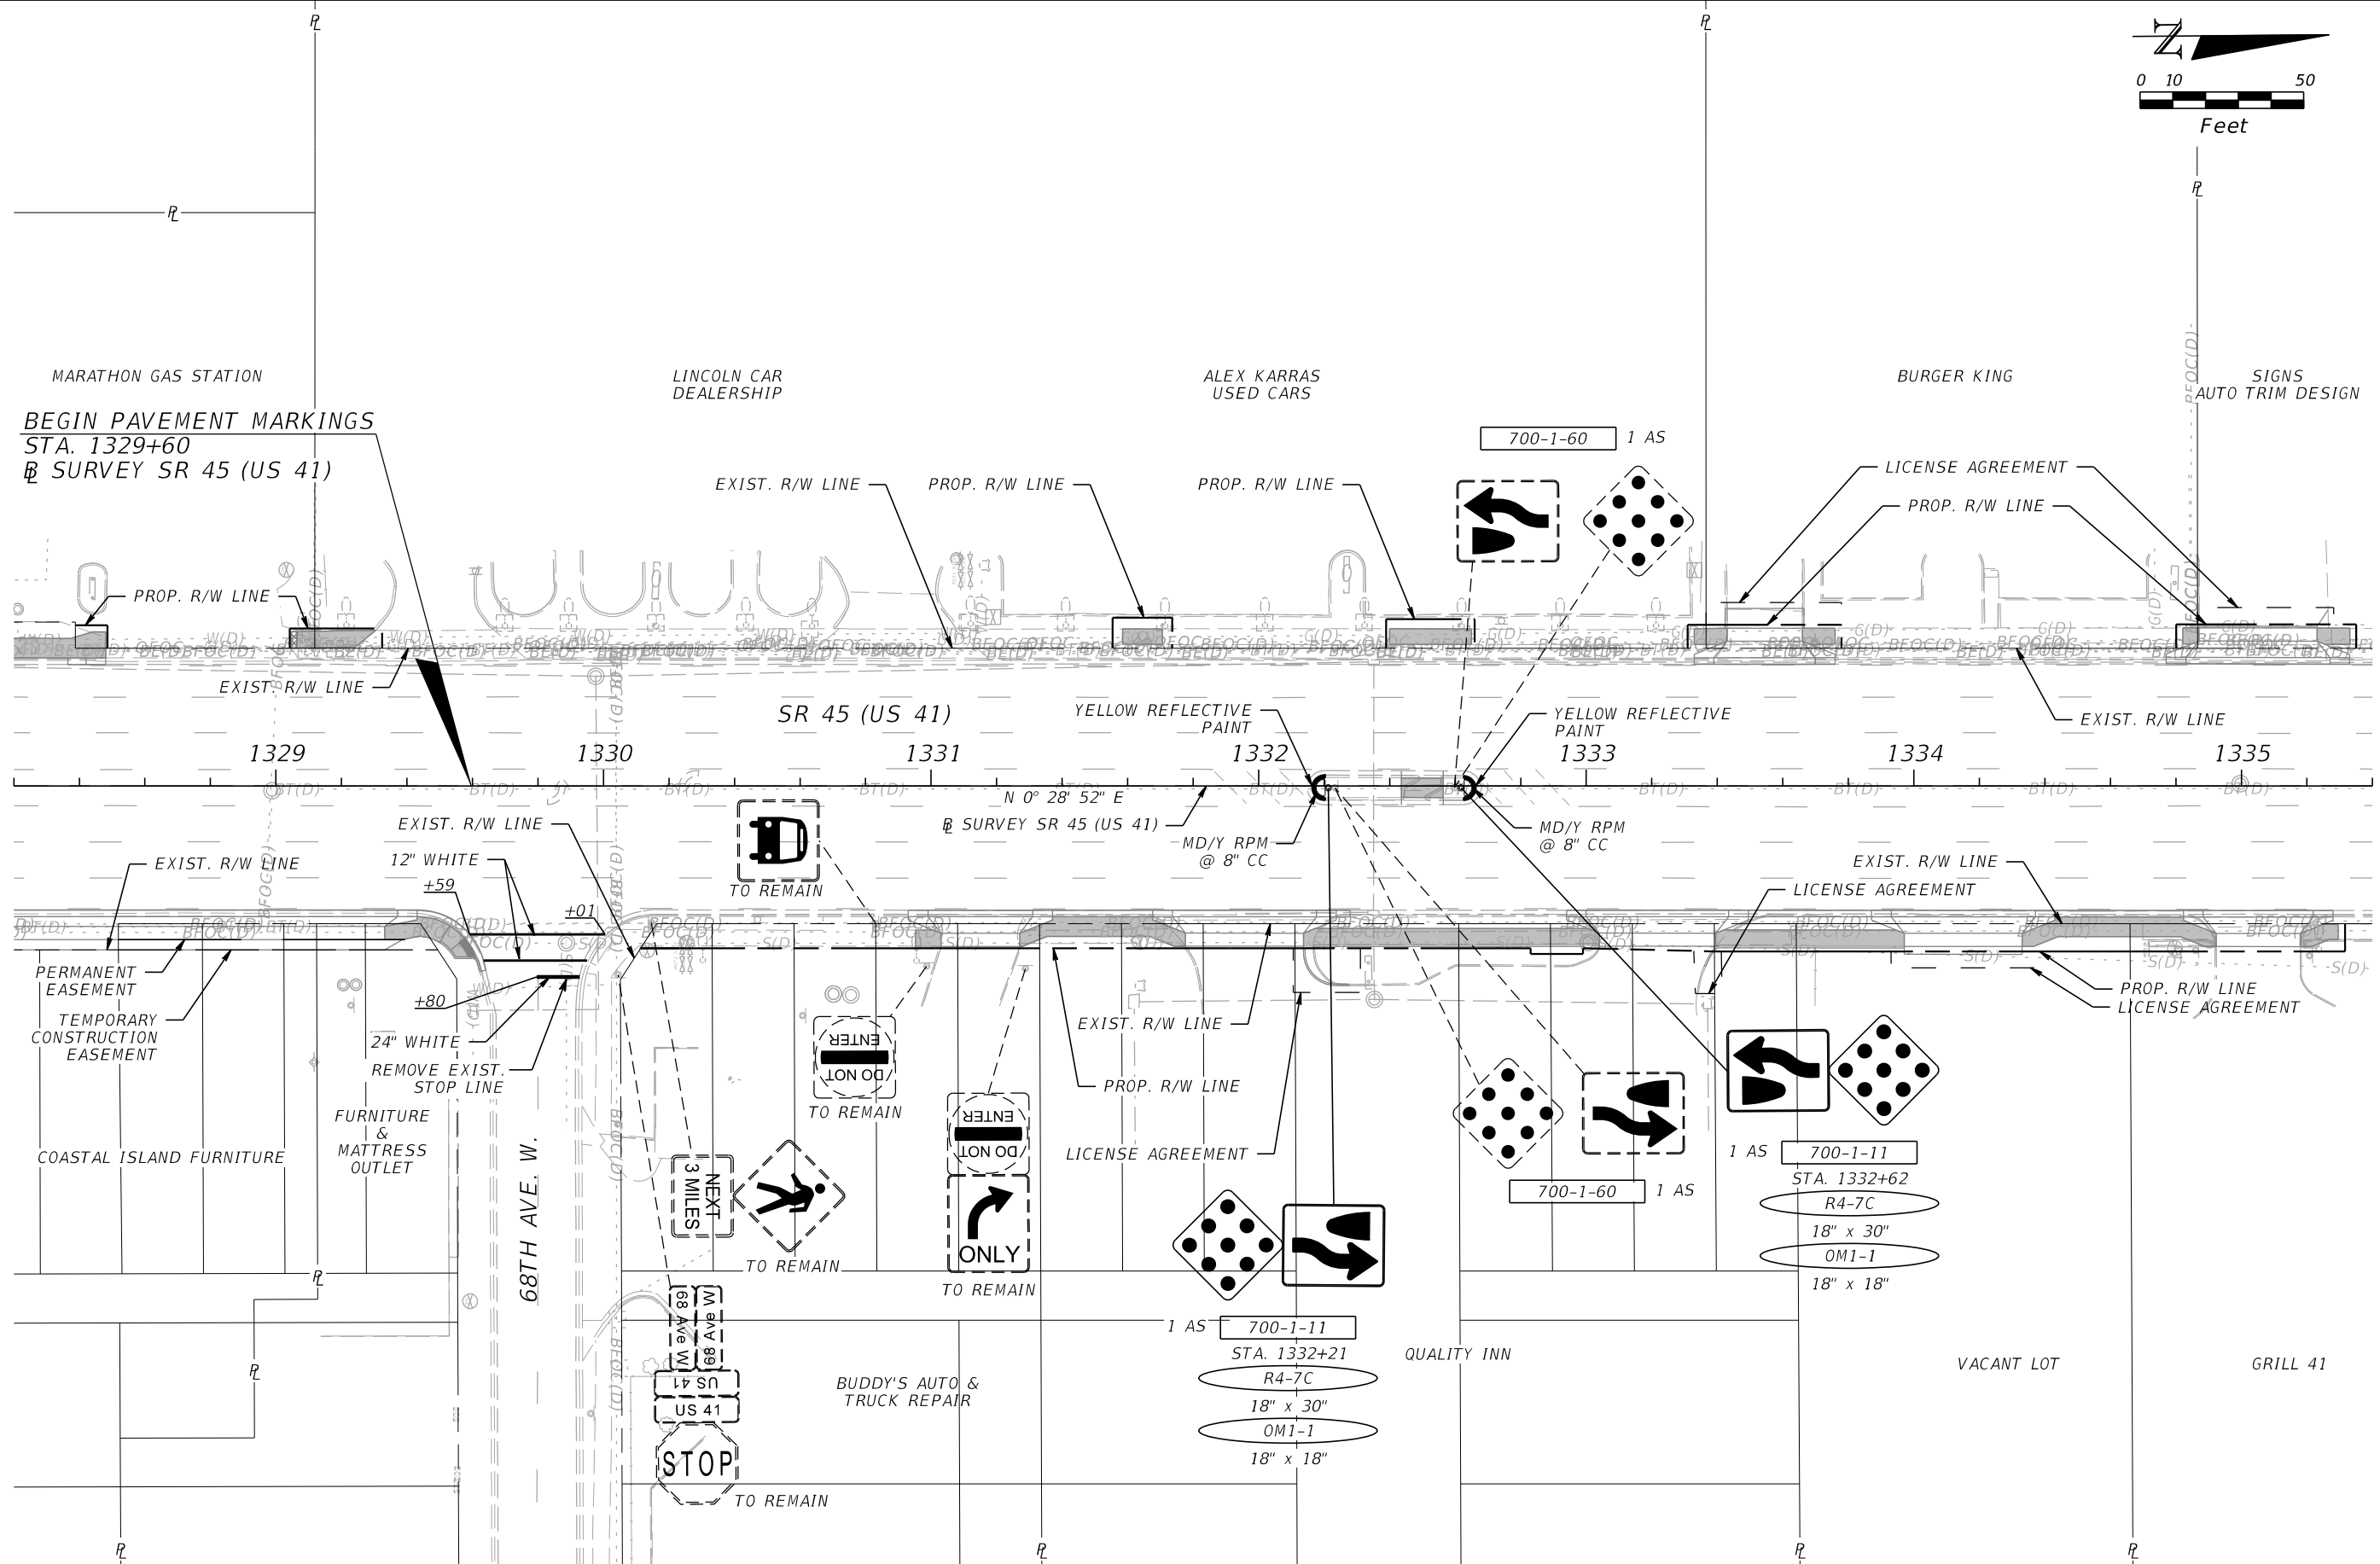 N
0 10 50
Feet
MARATHON GAS STATION
LINCOLN CAR
DEALERSHIP
ALEX KARRAS
USED CARS
BURGER KING
SIGNS
AUTO TRIM DESIGN
BEGIN PAVEMENT MARKINGS
STA. 1329+60
BL SURVEY SR 45 (US 41)
700-1-60 1 AS
EXIST. R/W LINE
PROP. R/W LINE
PROP. R/W LINE
LICENSE AGREEMENT
PROP. R/W LINE
PROP. R/W LINE
EXIST. R/W LINE
SR 45 (US 41)
YELLOW REFLECTIVE
PAINT
YELLOW REFLECTIVE
PAINT
EXIST. R/W LINE
1329
1330
1331
1332
1333
1334
1335
N 0° 28' 52" E
BL SURVEY SR 45 (US 41)
MD/Y RPM
@ 8" CC
MD/Y RPM
@ 8" CC
EXIST. R/W LINE
12" WHITE
EXIST. R/W LINE
+59
+01
TO REMAIN
EXIST. R/W LINE
LICENSE AGREEMENT
PERMANENT
EASEMENT
TEMPORARY
CONSTRUCTION
EASEMENT
+80
24" WHITE
REMOVE EXIST.
STOP LINE
PROP. R/W LINE
LICENSE AGREEMENT
EXIST. R/W LINE
PROP. R/W LINE
LICENSE AGREEMENT
DO NOT
ENTER
TO REMAIN
DO NOT
ENTER
ONLY
TO REMAIN
COASTAL ISLAND FURNITURE
FURNITURE
&
MATTRESS
OUTLET
68TH AVE. W.
NEXT
3 MILES
TO REMAIN
700-1-60 1 AS
1 AS 700-1-11
STA. 1332+62
R4-7C
18" x 30"
OM1-1
18" x 18"
1 AS 700-1-11
STA. 1332+21
R4-7C
18" x 30"
OM1-1
18" x 18"
68 Ave W
68 Ave W
US 41
US 41
STOP
TO REMAIN
BUDDY'S AUTO &
TRUCK REPAIR
QUALITY INN
VACANT LOT
GRILL 41